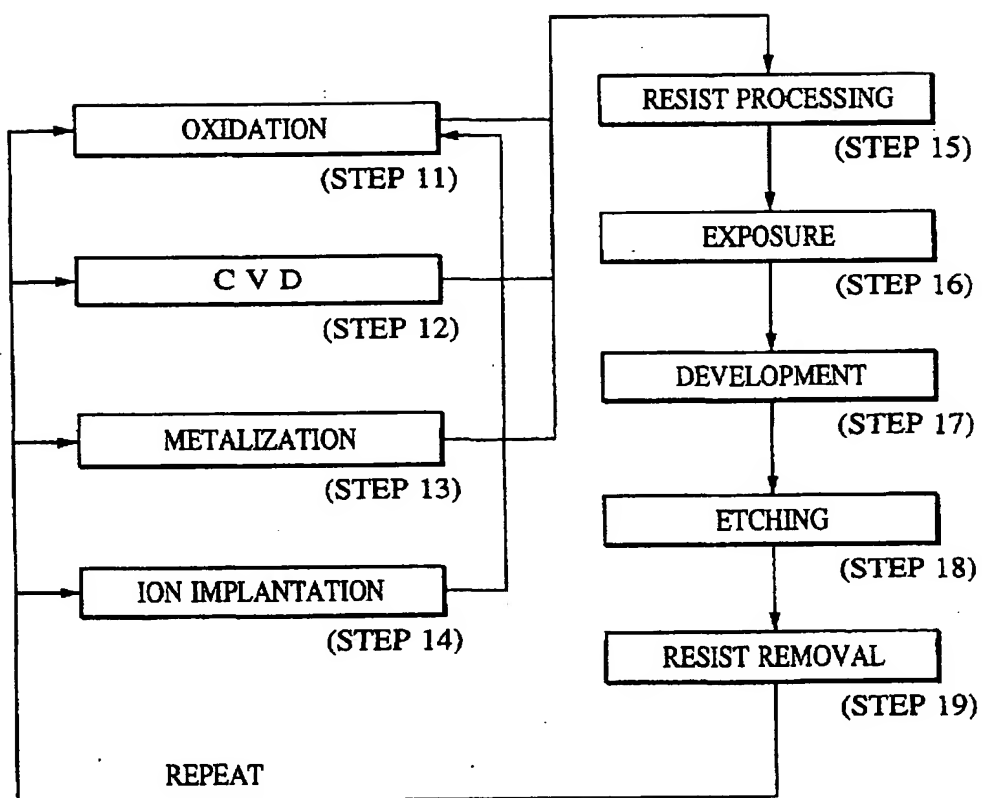 OXIDATION
(STEP 11)
C V D
(STEP 12)
METALIZATION
(STEP 13)
ION IMPLANTATION
(STEP 14)
RESIST PROCESSING
(STEP 15)
EXPOSURE
(STEP 16)
DEVELOPMENT
(STEP 17)
ETCHING
(STEP 18)
RESIST REMOVAL
(STEP 19)
REPEAT